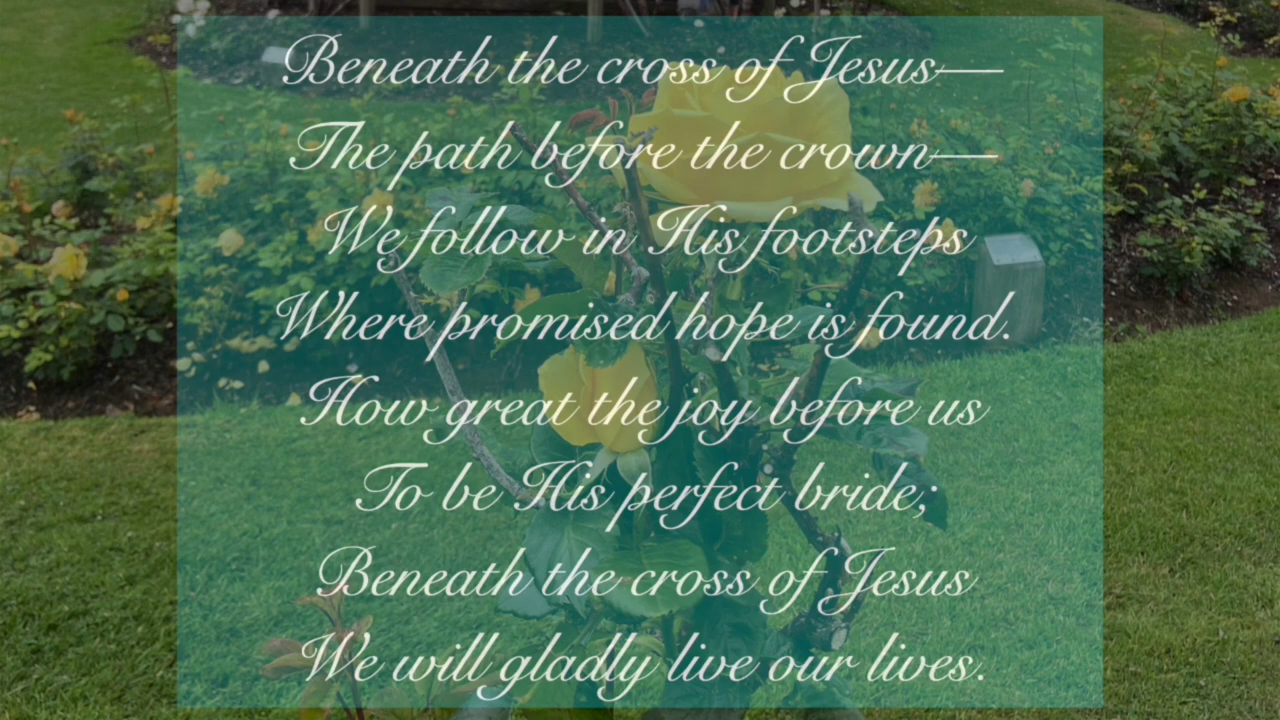 Beneath the cross of Jesus—
The path before the crown—
We follow in His footsteps
Where promised hope is found.
How great the joy before us
To be His perfect bride;
Beneath the cross of Jesus
We will gladly live our lives.